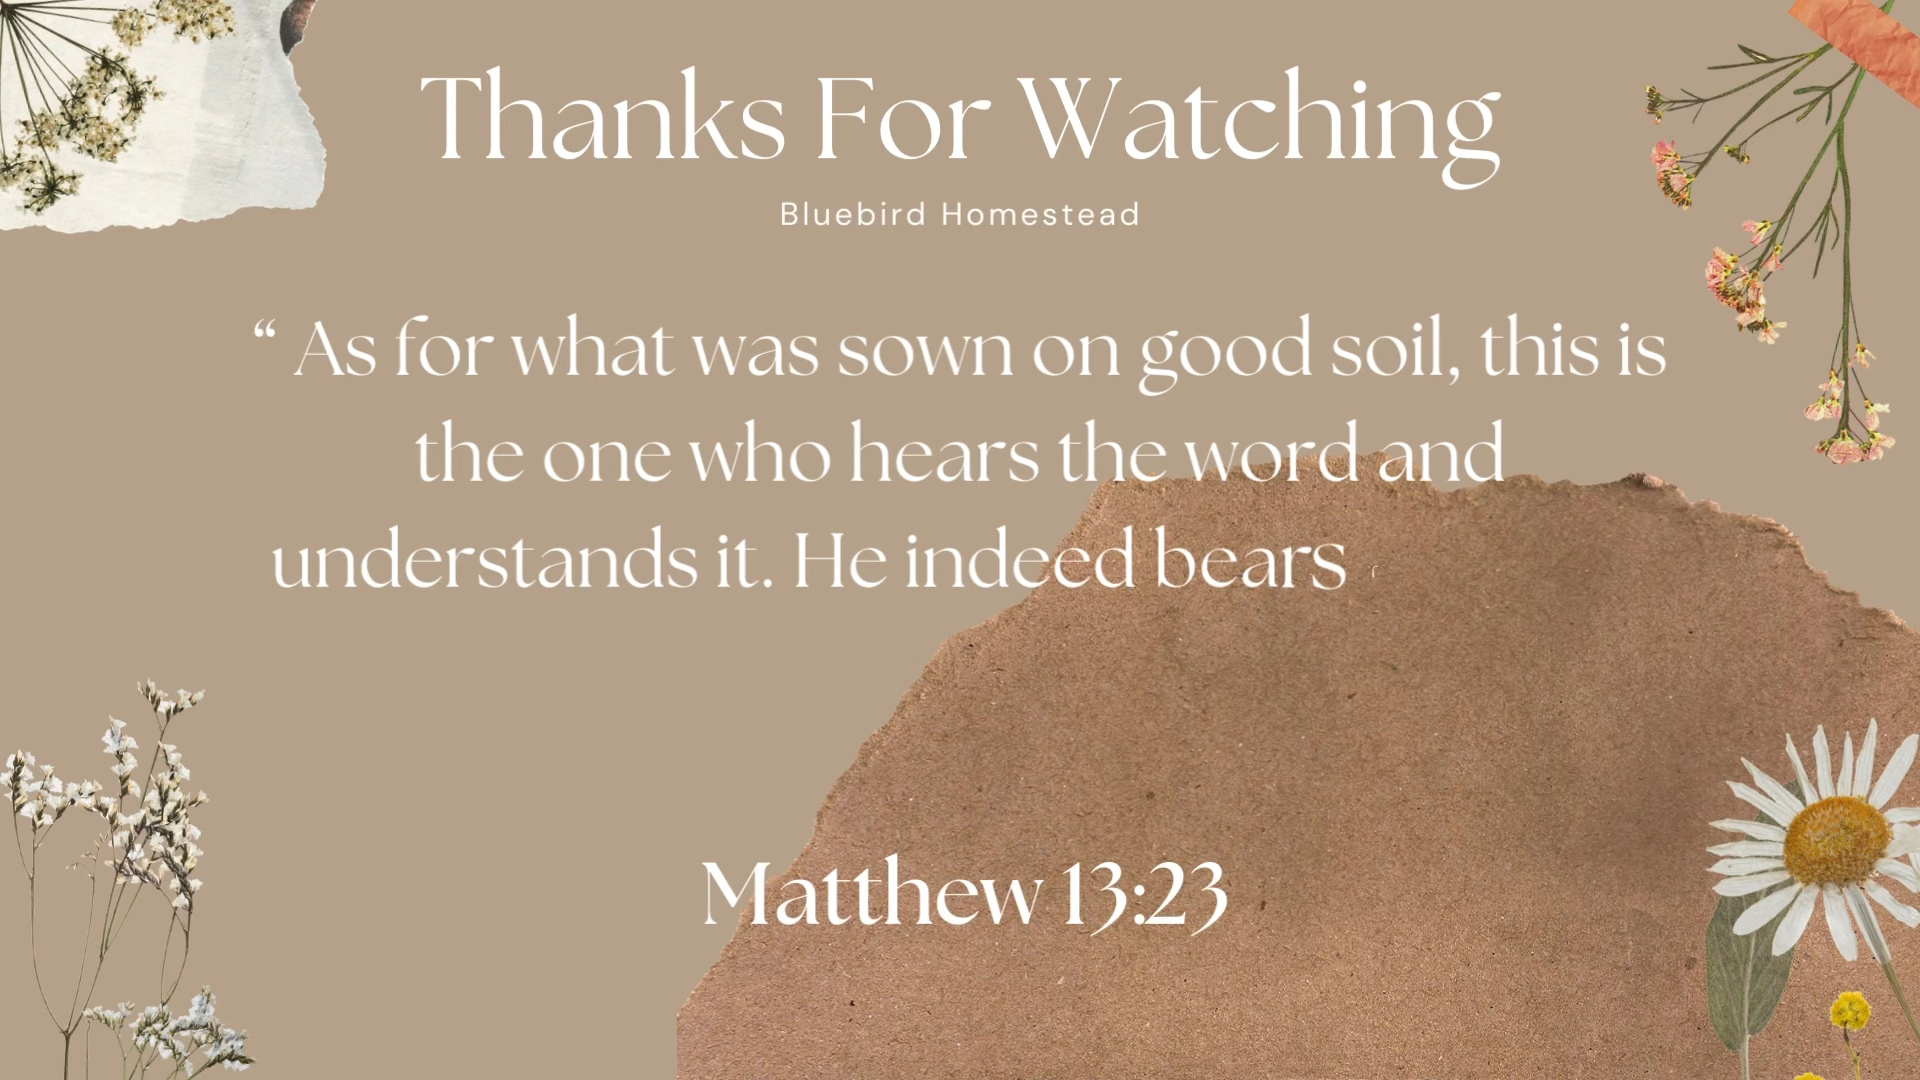 Thanks For Watching
Bluebird Homestead
“ As for what was sown on good soil, this is
the one who hears the word and
understands it. He indeed bears
Matthew 13:23